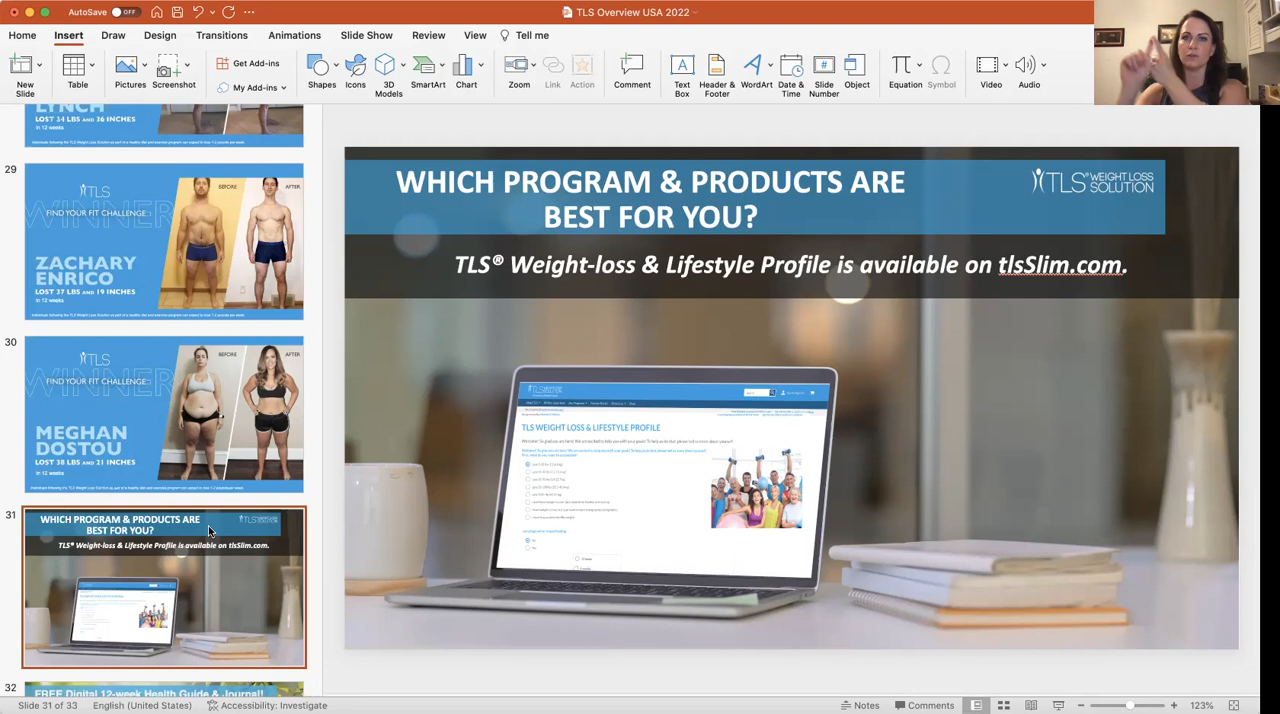 AutoSave OFF
TLS Overview USA 2022
Home Insert Draw Design Transitions Animations Slide Show Review View Tell me
New Slide
Table
Pictures
Screenshot
Get Add-ins
My Add-ins
Shapes
Icons
3D Models
SmartArt
Chart
Zoom
Link
Action
Comment
Text Box
Header & Footer
WordArt
Date & Time
Slide Number
Object
Equation
Symbol
Video
Audio
LYNCH
LOST 34 LBS AND 36 INCHES
in 12 weeks
29
TLS
WINNER
FIND YOUR FIT CHALLENGE
BEFORE
AFTER
ZACHARY
ENRICO
LOST 37 LBS AND 19 INCHES
in 12 weeks
30
TLS
WINNER
FIND YOUR FIT CHALLENGE
BEFORE
AFTER
MEGHAN
DOSTOU
LOST 38 LBS AND 21 INCHES
in 12 weeks
31
WHICH PROGRAM & PRODUCTS ARE
BEST FOR YOU?
TLS® Weight-loss & Lifestyle Profile is available on tlsSlim.com.
32
FREE Digital 12-week Health Guide & Journal!
WHICH PROGRAM & PRODUCTS ARE
BEST FOR YOU?
TLS® WEIGHT LOSS
SOLUTION
TLS® Weight-loss & Lifestyle Profile is available on tlsSlim.com.
TLS WEIGHT LOSS & LIFESTYLE PROFILE
Slide 31 of 33 English (United States) Accessibility: Investigate
Notes Comments 123%